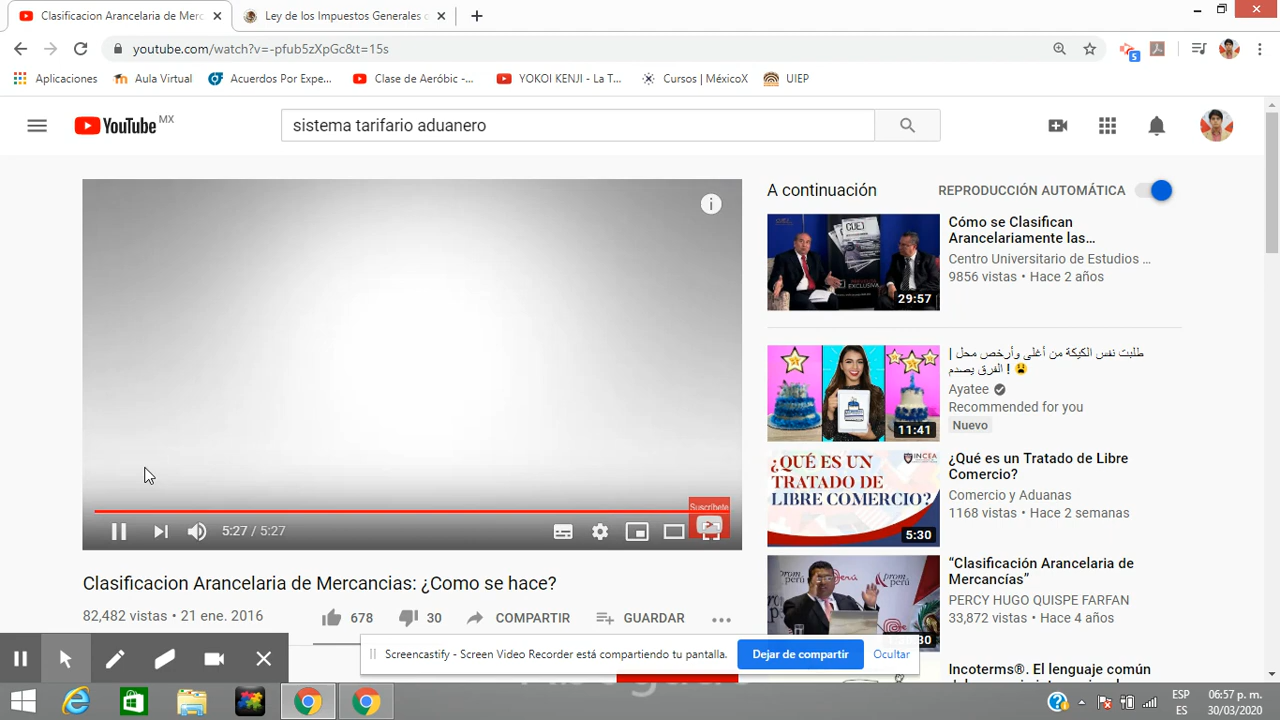 Clasificacion Arancelaria de Merc
Ley de los Impuestos Generales
youtube.com/watch?v=-pfub5zXpGc&t=15s
5
Aplicaciones
Aula Virtual
Acuerdos Por Expe...
Clase de Aeróbi...
YOKOI KENJI - La T...
Cursos | MéxicoX
UIEP
YouTube MX
sistema tarifario aduanero
A continuación
REPRODUCCIÓN AUTOMÁTICA
Cómo se Clasifican
Arancelariamente las...
Centro Universitario de Estudios ...
9856 vistas • Hace 2 años
EXCLUSIVA
29:57
طلبت نفس الكيكة من أغلى وأرخص محل |
الفرق يصدم ! 😩
Ayatee
Recommended for you
Nuevo
11:41
¿QUÉ ES UN
TRATADO DE
LIBRE COMERCIO?
INCEA
5:30
¿Qué es un Tratado de Libre
Comercio?
Comercio y Aduanas
1168 vistas • Hace 2 semanas
“Clasificación Arancelaria de
Mercancías”
PERCY HUGO QUISPE FARFAN
33,872 vistas • Hace 4 años
Incoterms®. El lenguaje común
Suscríbete
5:27 / 5:27
Clasificacion Arancelaria de Mercancias: ¿Como se hace?
82,482 vistas • 21 ene. 2016
678
30
COMPARTIR
GUARDAR
Screencastify - Screen Video Recorder está compartiendo tu pantalla.
Dejar de compartir
Ocultar
ESP
ES
06:57 p. m.
30/03/2020